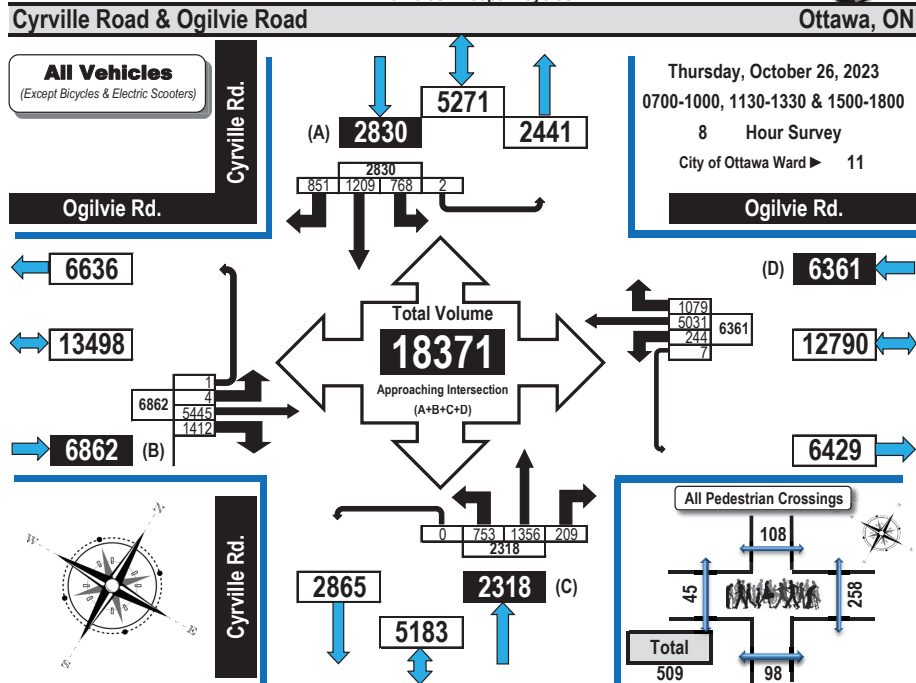 Cyrville Road & Ogilvie Road
Ottawa, ON
All Vehicles
(Except Bicycles & Electric Scooters)
Cyrville Rd.
Ogilvie Rd.
5271
(A) 2830
2441
2830
851 1209 768 2
Thursday, October 26, 2023
0700-1000, 1130-1330 & 1500-1800
8 Hour Survey
City of Ottawa Ward ► 11
Ogilvie Rd.
6636
13498
6862 (B)
6862
1
4
5445
1412
Total Volume
18371
Approaching Intersection
(A+B+C+D)
1079
5031
244
7
6361
(D) 6361
12790
6429
N
W
E
S
Cyrville Rd.
0 753 1356 209
2318
2865
2318 (C)
5183
All Pedestrian Crossings
108
45
258
Total
509
98